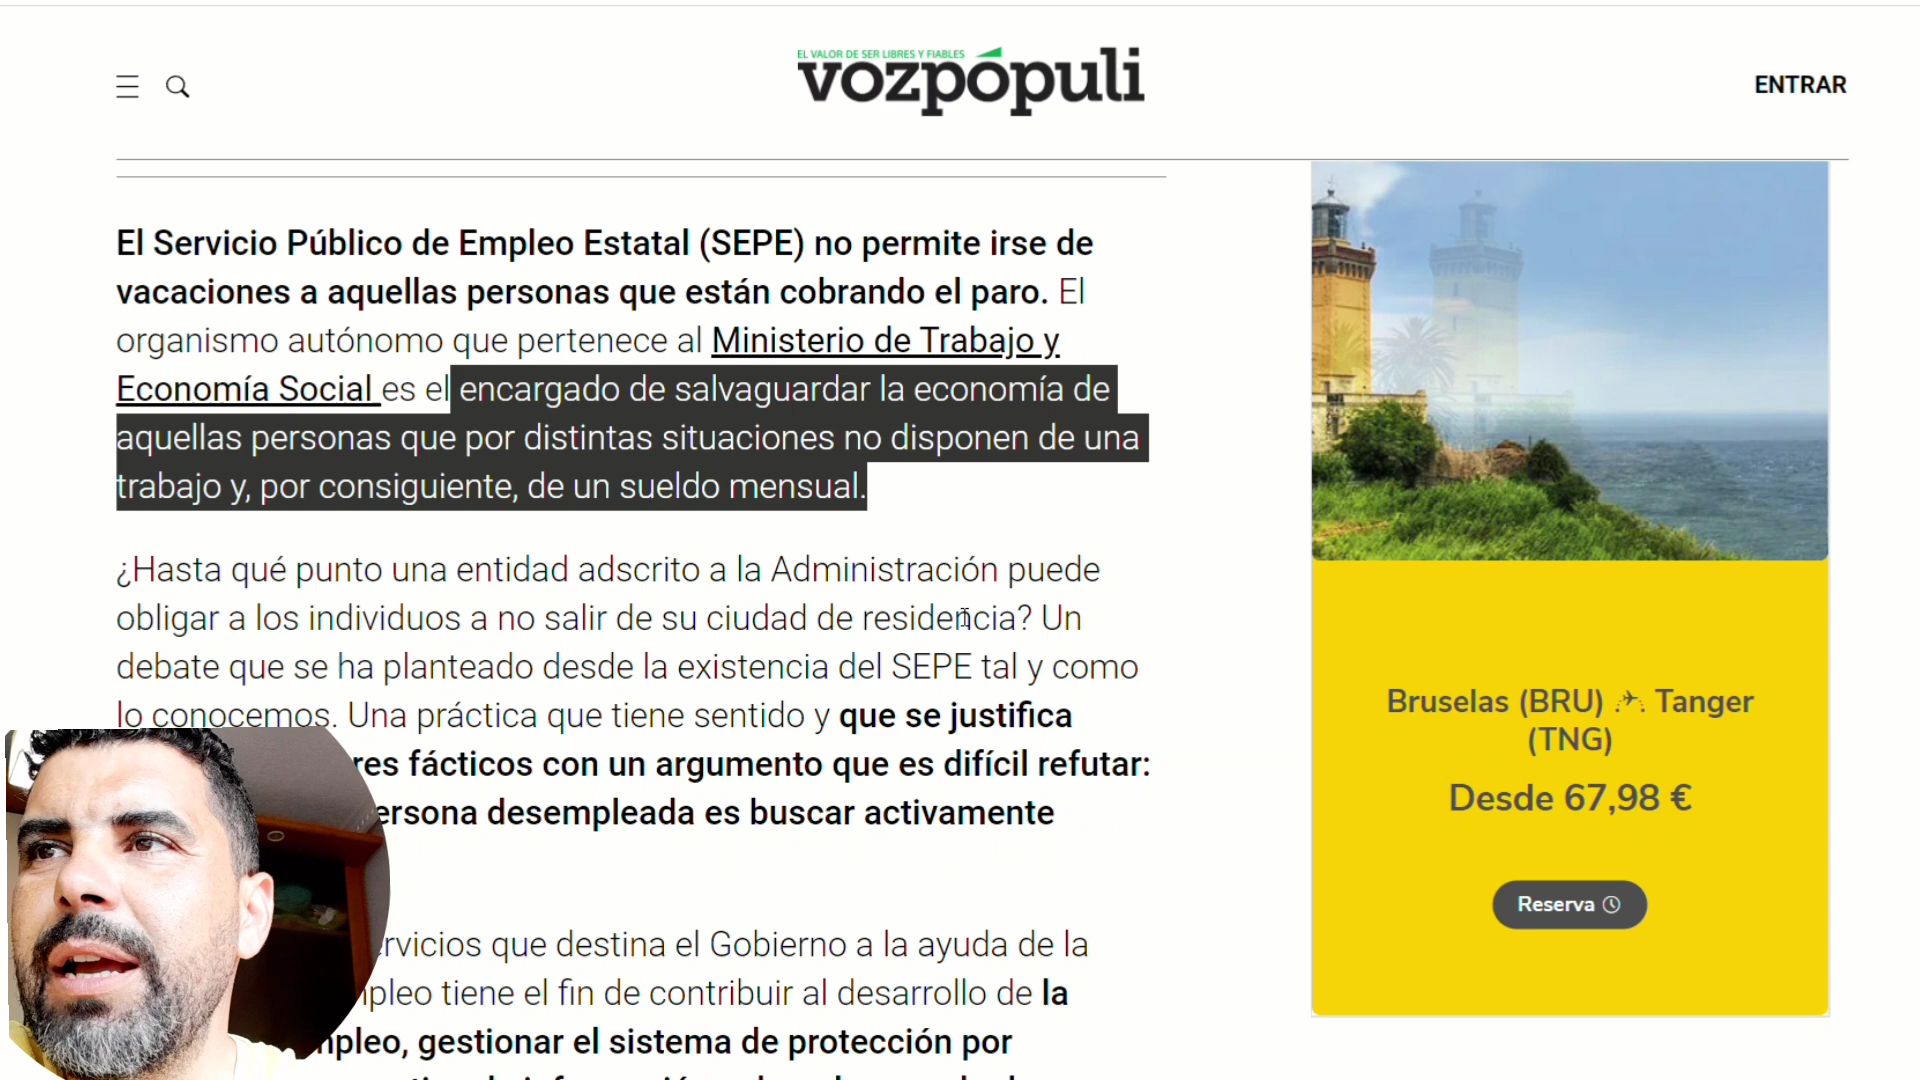 EL VALOR DE SER LIBRES Y FIABLES
vozpópuli
ENTRAR
El Servicio Público de Empleo Estatal (SEPE) no permite irse de
vacaciones a aquellas personas que están cobrando el paro. El
organismo autónomo que pertenece al Ministerio de Trabajo y
Economía Social es el encargado de salvaguardar la economía de
aquellas personas que por distintas situaciones no disponen de una
trabajo y, por consiguiente, de un sueldo mensual.
¿Hasta qué punto una entidad adscrito a la Administración puede
obligar a los individuos a no salir de su ciudad de residencia? Un
debate que se ha planteado desde la existencia del SEPE tal y como
lo conocemos. Una práctica que tiene sentido y que se justifica
res fácticos con un argumento que es difícil refutar:
ersona desempleada es buscar activamente
ervicios que destina el Gobierno a la ayuda de la
mpleo tiene el fin de contribuir al desarrollo de la
mpleo, gestionar el sistema de protección por
Bruselas (BRU) Tanger
(TNG)
Desde 67,98 €
Reserva